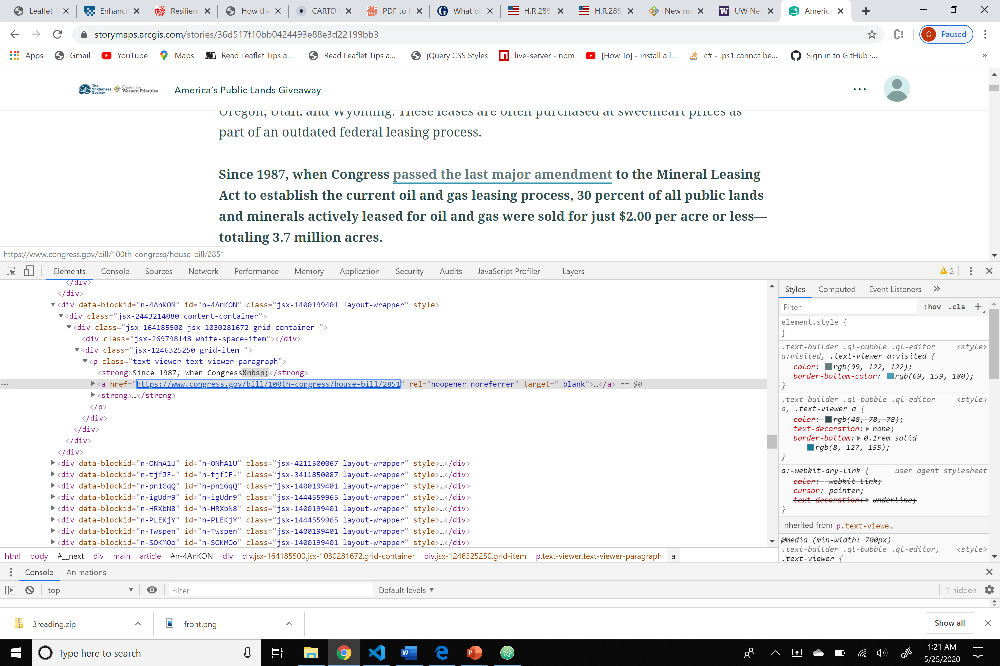 Leaflet F
Enhanci
Resilien
How the
CARTO
PDF to F
What do
H.R.285
H.R.285
New ma
UW Net
America
storymaps.arcgis.com/stories/36d517f10bb0424493e88e3d22199bb3
C Paused
Apps Gmail YouTube Maps Read Leaflet Tips a... Read Leaflet Tips a... jQuery CSS Styles live-server - npm [How To] - install a l... c# - .ps1 cannot be... Sign in to GitHub ·... »
The Wilderness Society Center for Western Priorities America's Public Lands Giveaway ...
Oregon, Utah, and Wyoming. These leases are often purchased at sweetheart prices as
part of an outdated federal leasing process.
Since 1987, when Congress passed the last major amendment to the Mineral Leasing
Act to establish the current oil and gas leasing process, 30 percent of all public lands
and minerals actively leased for oil and gas were sold for just $2.00 per acre or less—
totaling 3.7 million acres.
https://www.congress.gov/bill/100th-congress/house-bill/2851
Elements Console Sources Network Performance Memory Application Security Audits JavaScript Profiler Layers 2
</div>
</div>
<div data-blockid="n-4AnKON" id="n-4AnKON" class="jsx-1400199401 layout-wrapper" style>
<div class="jsx-2443214080 content-container">
<div class="jsx-164185500 jsx-1030281672 grid-container ">
<div class="jsx-269798148 white-space-item"></div>
<div class="jsx-1246325250 grid-item ">
<p class="text-viewer text-viewer-paragraph">
<strong>Since 1987, when Congress&nbsp;</strong>
... <a href="https://www.congress.gov/bill/100th-congress/house-bill/2851" rel="noopener noreferrer" target="_blank">…</a> == $0
<strong>…</strong>
</p>
</div>
</div>
</div>
</div>
<div data-blockid="n-ONhA1U" id="n-ONhA1U" class="jsx-4211500067 layout-wrapper" style>…</div>
<div data-blockid="n-tjfJF-" id="n-tjfJF-" class="jsx-3411850087 layout-wrapper" style>…</div>
<div data-blockid="n-pn1GqQ" id="n-pn1GqQ" class="jsx-1400199401 layout-wrapper" style>…</div>
<div data-blockid="n-igUdr9" id="n-igUdr9" class="jsx-1444559965 layout-wrapper" style>…</div>
<div data-blockid="n-HRXbN8" id="n-HRXbN8" class="jsx-1400199401 layout-wrapper" style>…</div>
<div data-blockid="n-PLEKjY" id="n-PLEKjY" class="jsx-1444559965 layout-wrapper" style>…</div>
<div data-blockid="n-Twspen" id="n-Twspen" class="jsx-1400199401 layout-wrapper" style>…</div>
<div data-blockid="n-SOKMOo" id="n-SOKMOo" class="jsx-1400199401 layout-wrapper" style>…</div>
html body #__next div main article #n-4AnKON div div.jsx-164185500.jsx-1030281672.grid-container div.jsx-1246325250.grid-item p.text-viewer.text-viewer-paragraph a
Styles Computed Event Listeners »
Filter :hov .cls +
element.style {
}
.text-builder .ql-bubble .ql-editor <style>
a:visited, .text-viewer a:visited {
color: rgb(99, 122, 122);
border-bottom-color: rgb(69, 159, 180);
}
.text-builder .ql-bubble .ql-editor <style>
a, .text-viewer a {
color: rgb(48, 78, 78);
text-decoration: none;
border-bottom: 0.1rem solid
rgb(8, 127, 155);
}
a:-webkit-any-link { user agent stylesheet
color: -webkit-link;
cursor: pointer;
text-decoration: underline;
}
Inherited from p.text-viewe…
@media (min-width: 700px)
.text-builder .ql-bubble .ql-editor, <style>
.text-viewer {
Console Animations
top Filter Default levels 1 hidden
3reading.zip front.png Show all
Type here to search
1:21 AM
5/25/2020